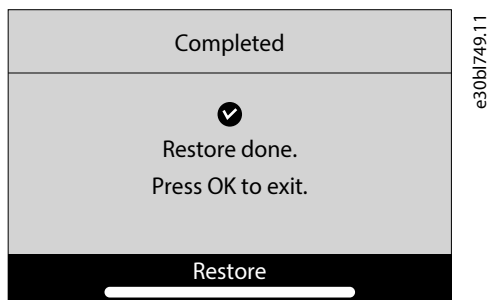 Completed
Restore done.
Press OK to exit.
Restore
e30bl749.11